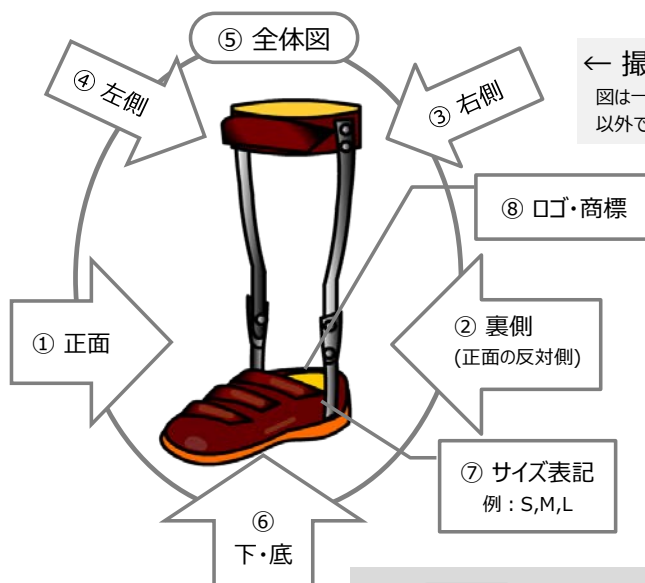 ⑤ 全体図
④ 左側
③ 右側
← 撮
図は一
以外で
⑧ ロゴ・商標
① 正面
② 裏側
(正面の反対側)
⑦ サイズ表記
例：S,M,L
⑥
下・底